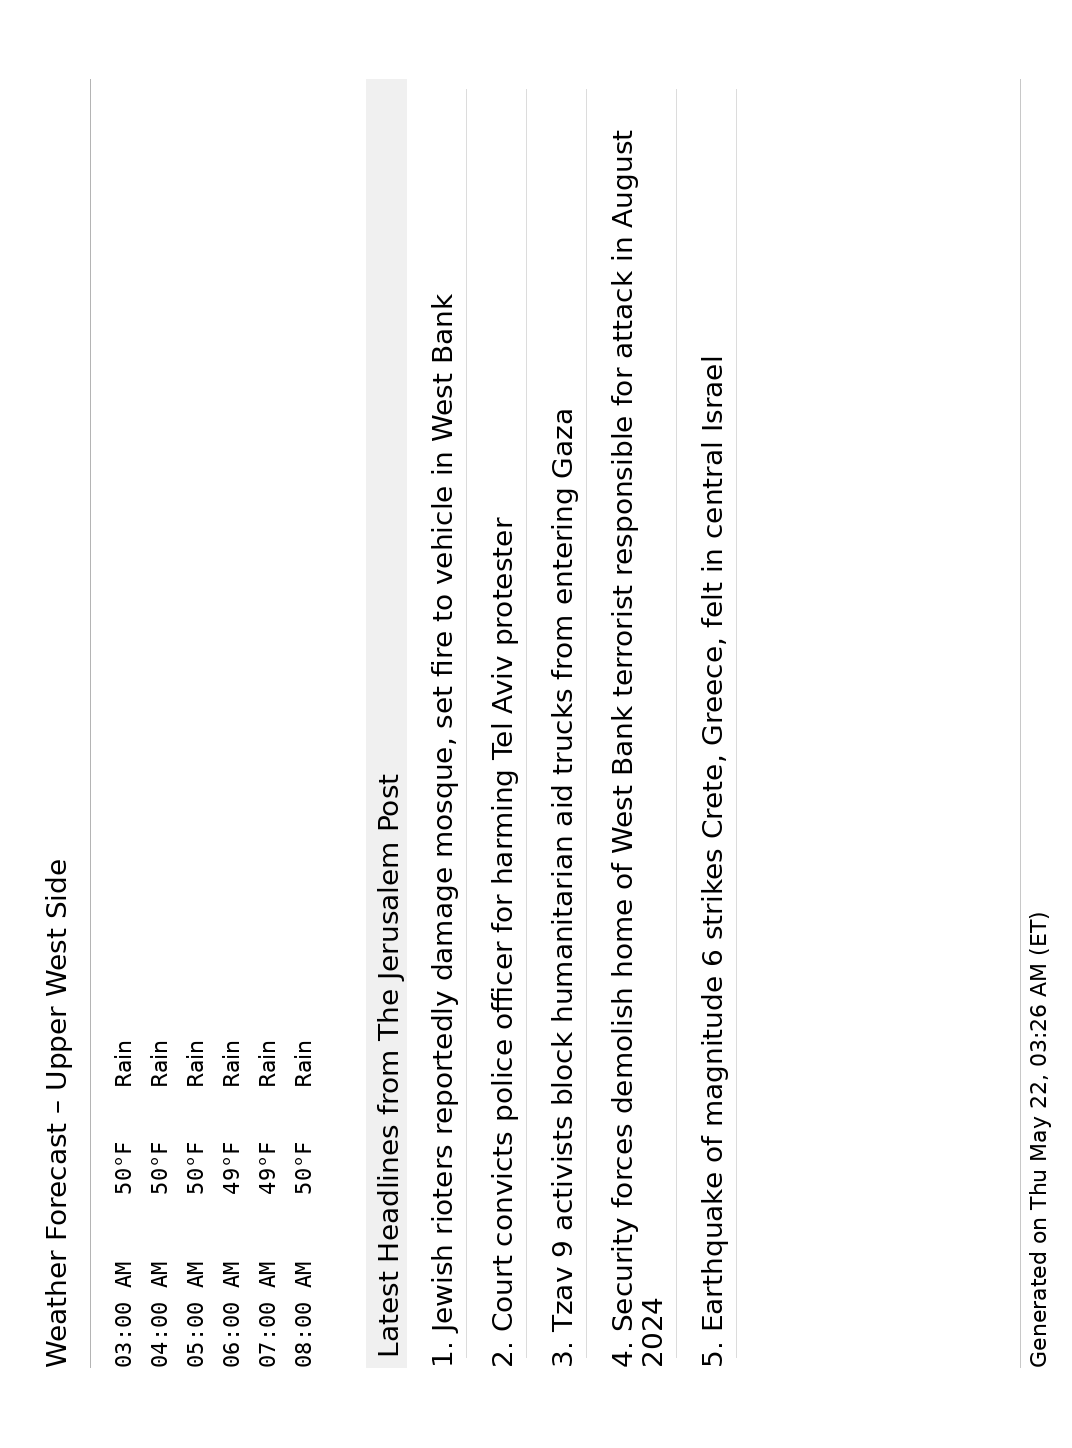 Weather Forecast – Upper West Side
03:00 AM 50°F Rain
04:00 AM 50°F Rain
05:00 AM 50°F Rain
06:00 AM 49°F Rain
07:00 AM 49°F Rain
08:00 AM 50°F Rain
Latest Headlines from The Jerusalem Post
1. Jewish rioters reportedly damage mosque, set fire to vehicle in West Bank
2. Court convicts police officer for harming Tel Aviv protester
3. Tzav 9 activists block humanitarian aid trucks from entering Gaza
4. Security forces demolish home of West Bank terrorist responsible for attack in August
2024
5. Earthquake of magnitude 6 strikes Crete, Greece, felt in central Israel
Generated on Thu May 22, 03:26 AM (ET)